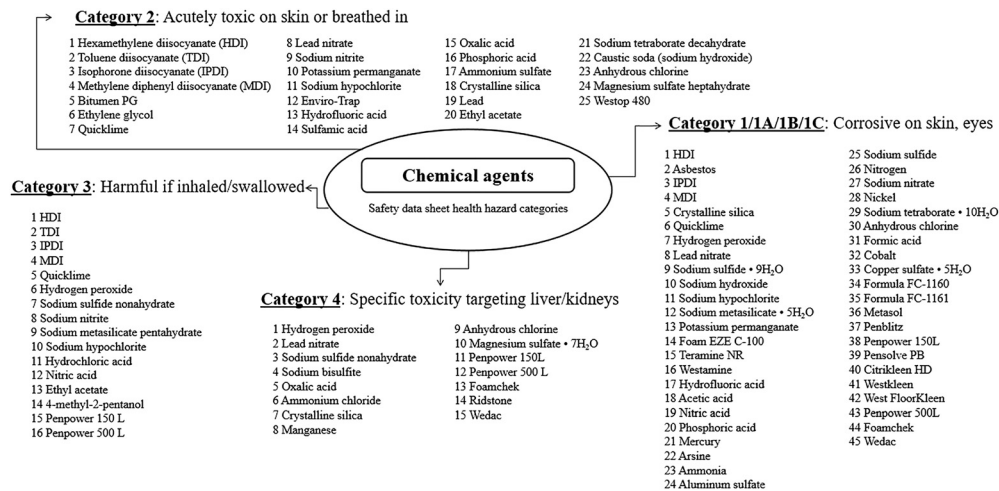 Category 2: Acutely toxic on skin or breathed in
1 Hexamethylene diisocyanate (HDI)
2 Toluene diisocyanate (TDI)
3 Isophorone diisocyanate (IPDI)
4 Methylene diphenyl diisocyanate (MDI)
5 Bitumen PG
6 Ethylene glycol
7 Quicklime
8 Lead nitrate
9 Sodium nitrite
10 Potassium permanganate
11 Sodium hypochlorite
12 Enviro-Trap
13 Hydrofluoric acid
14 Sulfamic acid
15 Oxalic acid
16 Phosphoric acid
17 Ammonium sulfate
18 Crystalline silica
19 Lead
20 Ethyl acetate
21 Sodium tetraborate decahydrate
22 Caustic soda (sodium hydroxide)
23 Anhydrous chlorine
24 Magnesium sulfate heptahydrate
25 Westop 480
Chemical agents
Safety data sheet health hazard categories
Category 3: Harmful if inhaled/swallowed
1 HDI
2 TDI
3 IPDI
4 MDI
5 Quicklime
6 Hydrogen peroxide
7 Sodium sulfide nonahydrate
8 Sodium nitrite
9 Sodium metasilicate pentahydrate
10 Sodium hypochlorite
11 Hydrochloric acid
12 Nitric acid
13 Ethyl acetate
14 4-methyl-2-pentanol
15 Penpower 150 L
16 Penpower 500 L
Category 4: Specific toxicity targeting liver/kidneys
1 Hydrogen peroxide
2 Lead nitrate
3 Sodium sulfide nonahydrate
4 Sodium bisulfite
5 Oxalic acid
6 Ammonium chloride
7 Crystalline silica
8 Manganese
9 Anhydrous chlorine
10 Magnesium sulfate • 7H₂O
11 Penpower 150L
12 Penpower 500 L
13 Foamchek
14 Ridstone
15 Wedac
Category 1/1A/1B/1C: Corrosive on skin, eyes
1 HDI
2 Asbestos
3 IPDI
4 MDI
5 Crystalline silica
6 Quicklime
7 Hydrogen peroxide
8 Lead nitrate
9 Sodium sulfide • 9H₂O
10 Sodium hydroxide
11 Sodium hypochlorite
12 Sodium metasilicate • 5H₂O
13 Potassium permanganate
14 Foam EZE C-100
15 Teramine NR
16 Westamine
17 Hydrofluoric acid
18 Acetic acid
19 Nitric acid
20 Phosphoric acid
21 Mercury
22 Arsine
23 Ammonia
24 Aluminum sulfate
25 Sodium sulfide
26 Nitrogen
27 Sodium nitrate
28 Nickel
29 Sodium tetraborate • 10H₂O
30 Anhydrous chlorine
31 Formic acid
32 Cobalt
33 Copper sulfate • 5H₂O
34 Formula FC-1160
35 Formula FC-1161
36 Metasol
37 Penblitz
38 Penpower 150L
39 Pensolve PB
40 Citrikleen HD
41 Westkleen
42 West FloorKleen
43 Penpower 500L
44 Foamchek
45 Wedac